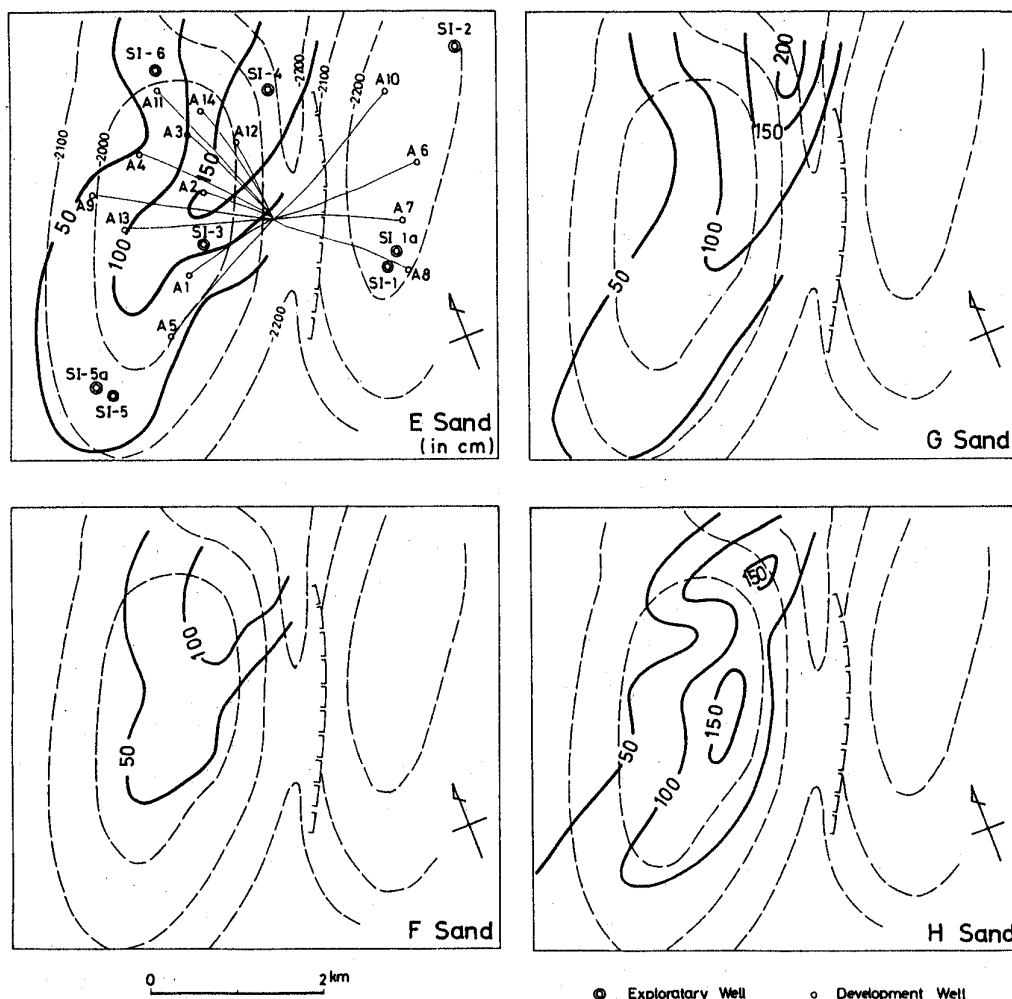 SI-2
SI-6
SI-4
-2200
-2100
A10
-2200
A11
A14
-2100
-2000
A3
A12
A4
150
A6
50
A9
A2
A7
A13
100
SI-3
SI 1a
A1
SI-1
A8
-2200
A5
SI-5a
SI-5
E Sand
(in cm)
200
150
100
50
G Sand
100
50
F Sand
150
150
50
100
H Sand
0 2 km
Exploratary Well Development Well